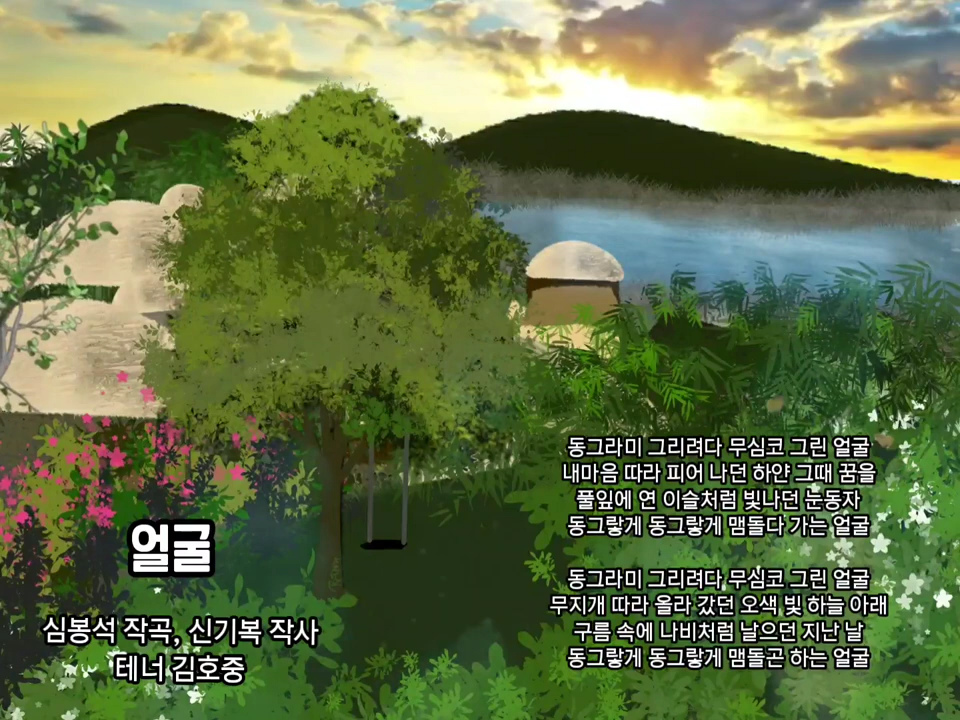 얼굴
심봉석 작곡, 신기복 작사
테너 김호중
동그라미 그리려다 무심코 그린 얼굴
내마음 따라 피어 나던 하얀 그때 꿈을
풀잎에 연 이슬처럼 빛나던 눈동자
동그랗게 동그랗게 맴돌다 가는 얼굴
동그라미 그리려다 무심코 그린 얼굴
무지개 따라 올라 갔던 오색 빛 하늘 아래
구름 속에 나비처럼 날으던 지난 날
동그랗게 동그랗게 맴돌곤 하는 얼굴